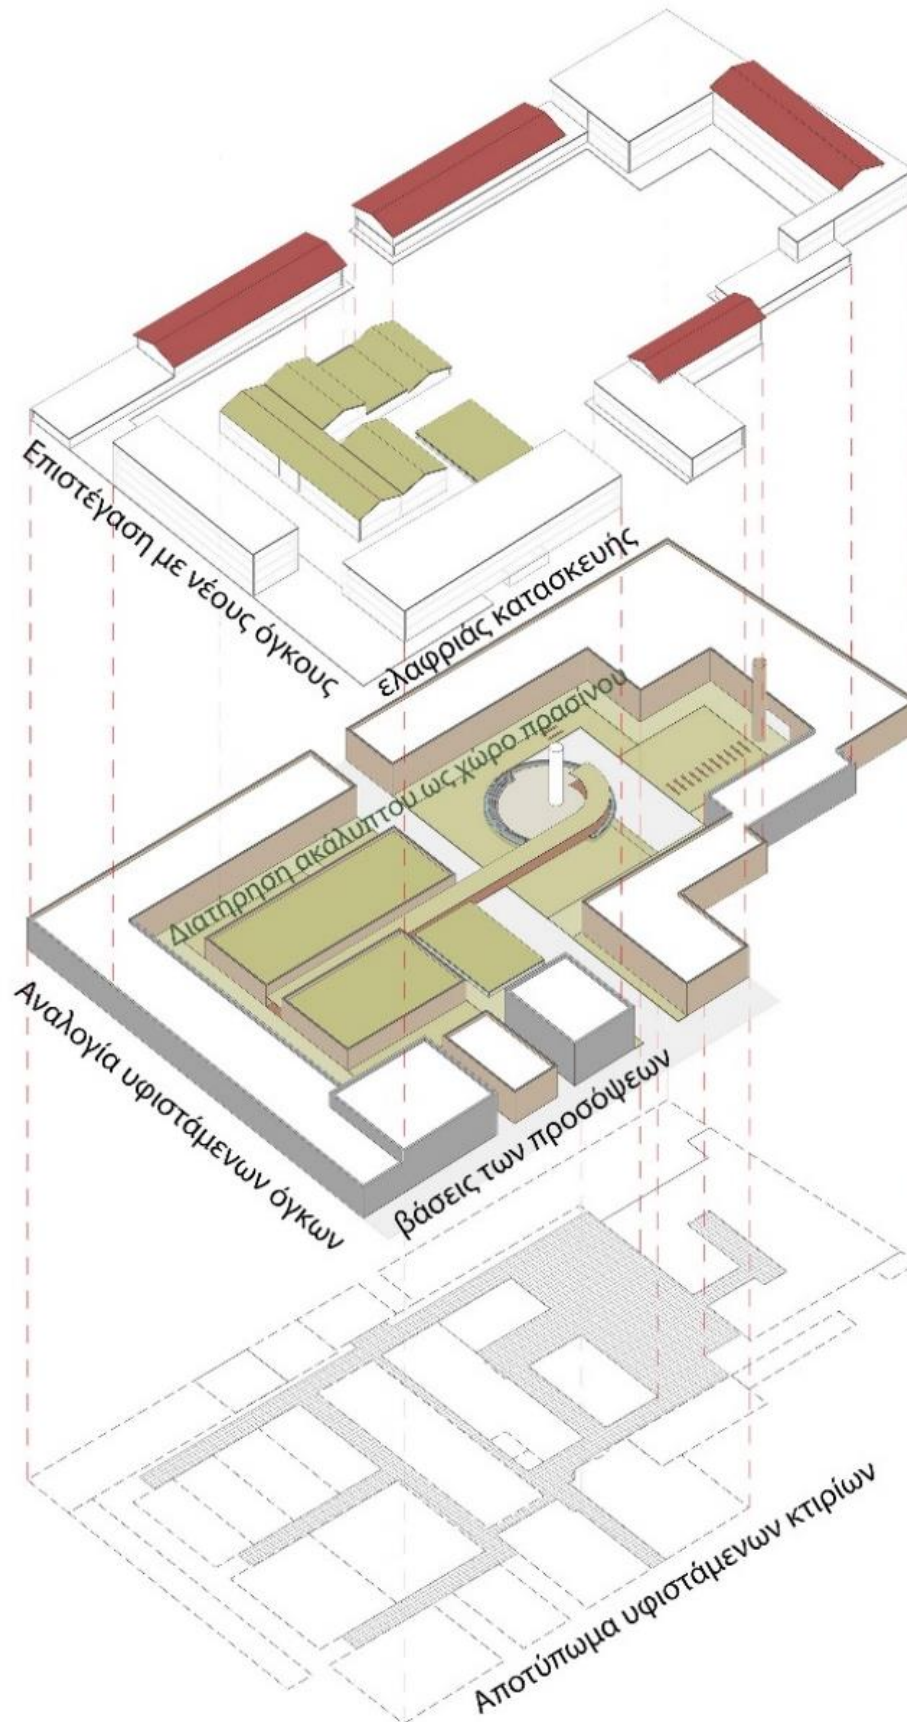 Επιστέγαση με νέους όγκους
ελαφριάς κατασκευής
Διατήρηση ακάλυπτου ως χώρο πρασίνου
Αναλογία υφιστάμενων όγκων
βάσεις των προσόψεων
Αποτύπωμα υφιστάμενων κτιρίων